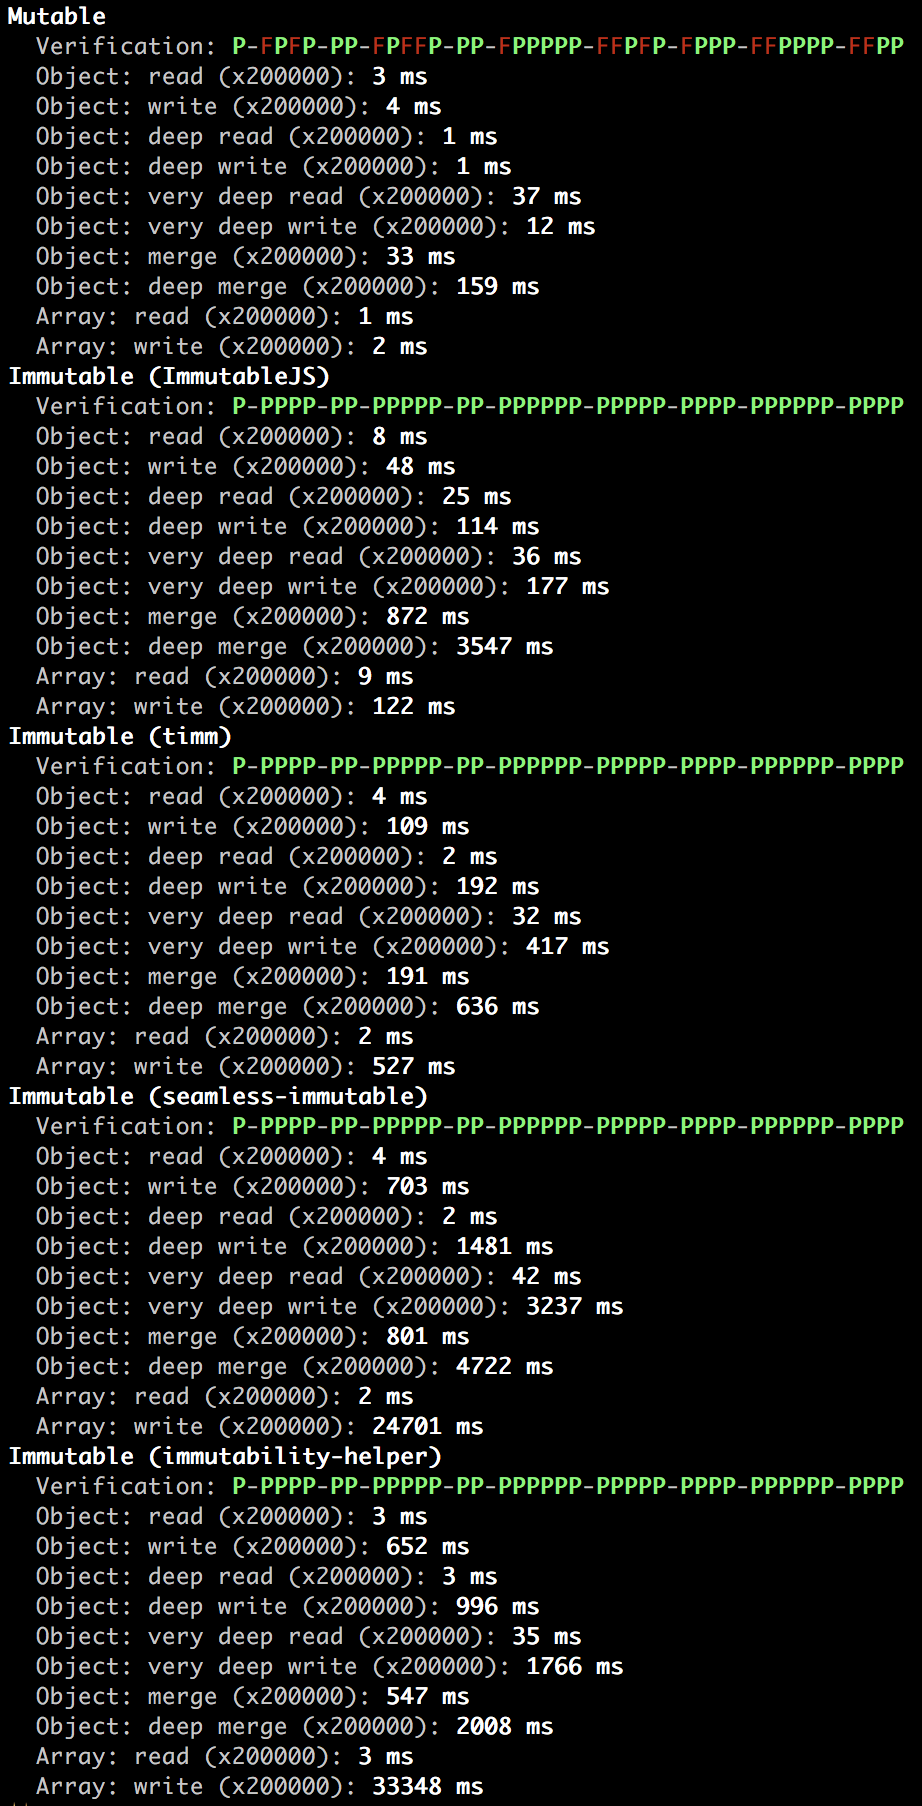 Mutable
Verification: P-FPFP-PP-FPFFP-PP-FPPPPP-FFPFP-FPPP-FFPPPP-FFPP
Object: read (x200000): 3 ms
Object: write (x200000): 4 ms
Object: deep read (x200000): 1 ms
Object: deep write (x200000): 1 ms
Object: very deep read (x200000): 37 ms
Object: very deep write (x200000): 12 ms
Object: merge (x200000): 33 ms
Object: deep merge (x200000): 159 ms
Array: read (x200000): 1 ms
Array: write (x200000): 2 ms
Immutable (ImmutableJS)
Verification: P-PPPP-PP-PPPPP-PP-PPPPPP-PPPPP-PPPP-PPPPPP-PPPP
Object: read (x200000): 8 ms
Object: write (x200000): 48 ms
Object: deep read (x200000): 25 ms
Object: deep write (x200000): 114 ms
Object: very deep read (x200000): 36 ms
Object: very deep write (x200000): 177 ms
Object: merge (x200000): 872 ms
Object: deep merge (x200000): 3547 ms
Array: read (x200000): 9 ms
Array: write (x200000): 122 ms
Immutable (timm)
Verification: P-PPPP-PP-PPPPP-PP-PPPPPP-PPPPP-PPPP-PPPPPP-PPPP
Object: read (x200000): 4 ms
Object: write (x200000): 109 ms
Object: deep read (x200000): 2 ms
Object: deep write (x200000): 192 ms
Object: very deep read (x200000): 32 ms
Object: very deep write (x200000): 417 ms
Object: merge (x200000): 191 ms
Object: deep merge (x200000): 636 ms
Array: read (x200000): 2 ms
Array: write (x200000): 527 ms
Immutable (seamless-immutable)
Verification: P-PPPP-PP-PPPPP-PP-PPPPPP-PPPPP-PPPP-PPPPPP-PPPP
Object: read (x200000): 4 ms
Object: write (x200000): 703 ms
Object: deep read (x200000): 2 ms
Object: deep write (x200000): 1481 ms
Object: very deep read (x200000): 42 ms
Object: very deep write (x200000): 3237 ms
Object: merge (x200000): 801 ms
Object: deep merge (x200000): 4722 ms
Array: read (x200000): 2 ms
Array: write (x200000): 24701 ms
Immutable (immutability-helper)
Verification: P-PPPP-PP-PPPPP-PP-PPPPPP-PPPPP-PPPP-PPPPPP-PPPP
Object: read (x200000): 3 ms
Object: write (x200000): 652 ms
Object: deep read (x200000): 3 ms
Object: deep write (x200000): 996 ms
Object: very deep read (x200000): 35 ms
Object: very deep write (x200000): 1766 ms
Object: merge (x200000): 547 ms
Object: deep merge (x200000): 2008 ms
Array: read (x200000): 3 ms
Array: write (x200000): 33348 ms